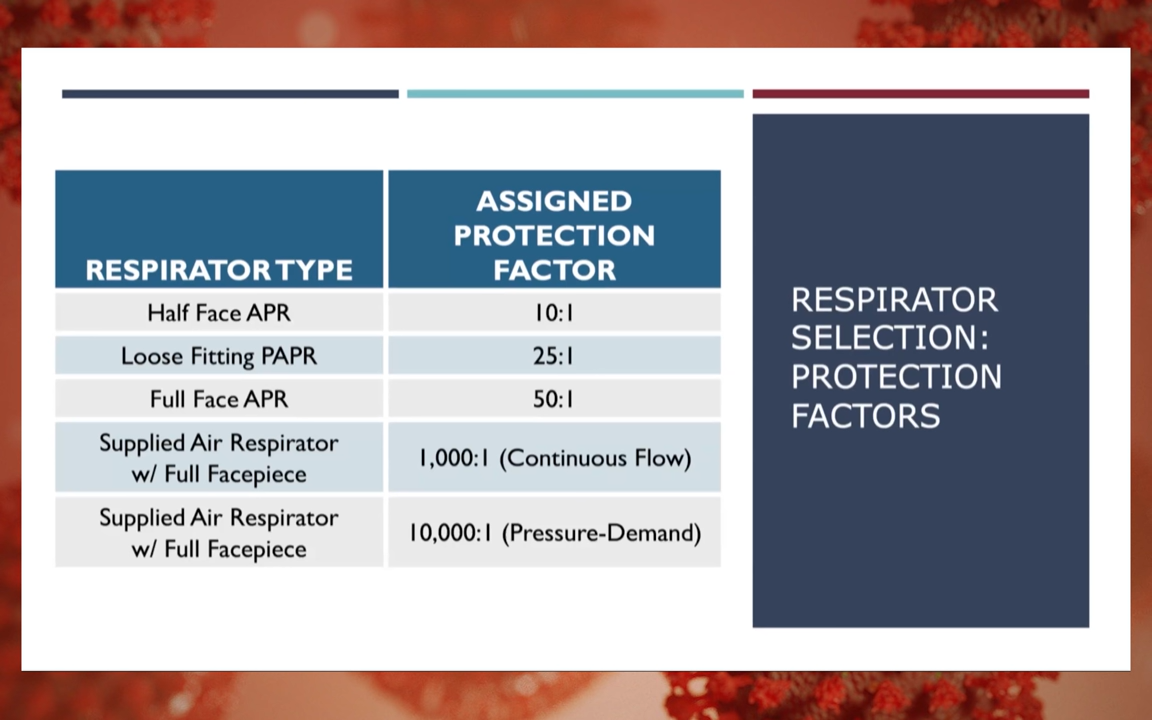 RESPIRATOR TYPE
ASSIGNED
PROTECTION
FACTOR
Half Face APR
10:1
Loose Fitting PAPR
25:1
Full Face APR
50:1
Supplied Air Respirator
w/ Full Facepiece
1,000:1 (Continuous Flow)
Supplied Air Respirator
w/ Full Facepiece
10,000:1 (Pressure-Demand)
RESPIRATOR
SELECTION:
PROTECTION
FACTORS